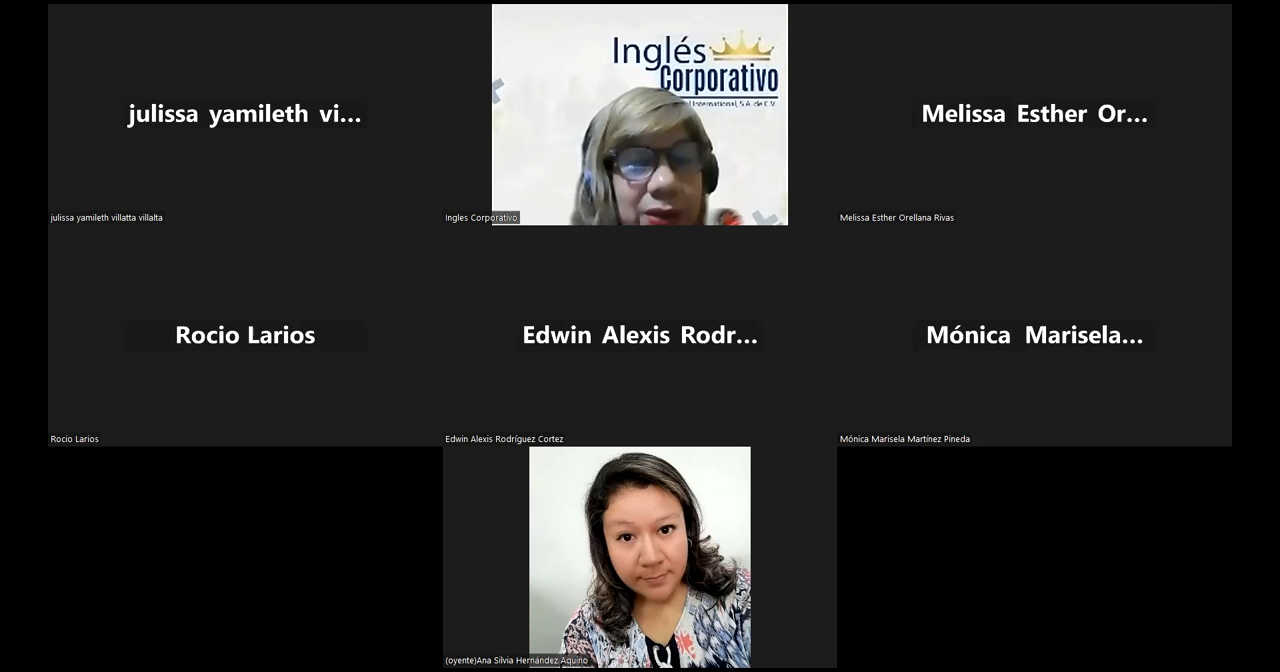 julissa yamileth vi...
Inglés
Corporativo
International, S.A. de C.V.
Melissa Esther Or...
julissa yamileth villatta villalta
Ingles Corporativo
Melissa Esther Orellana Rivas
Rocio Larios
Edwin Alexis Rodr...
Mónica Marisela...
Rocio Larios
Edwin Alexis Rodríguez Cortez
Mónica Marisela Martínez Pineda
(oyente)Ana Silvia Hernández Aquino